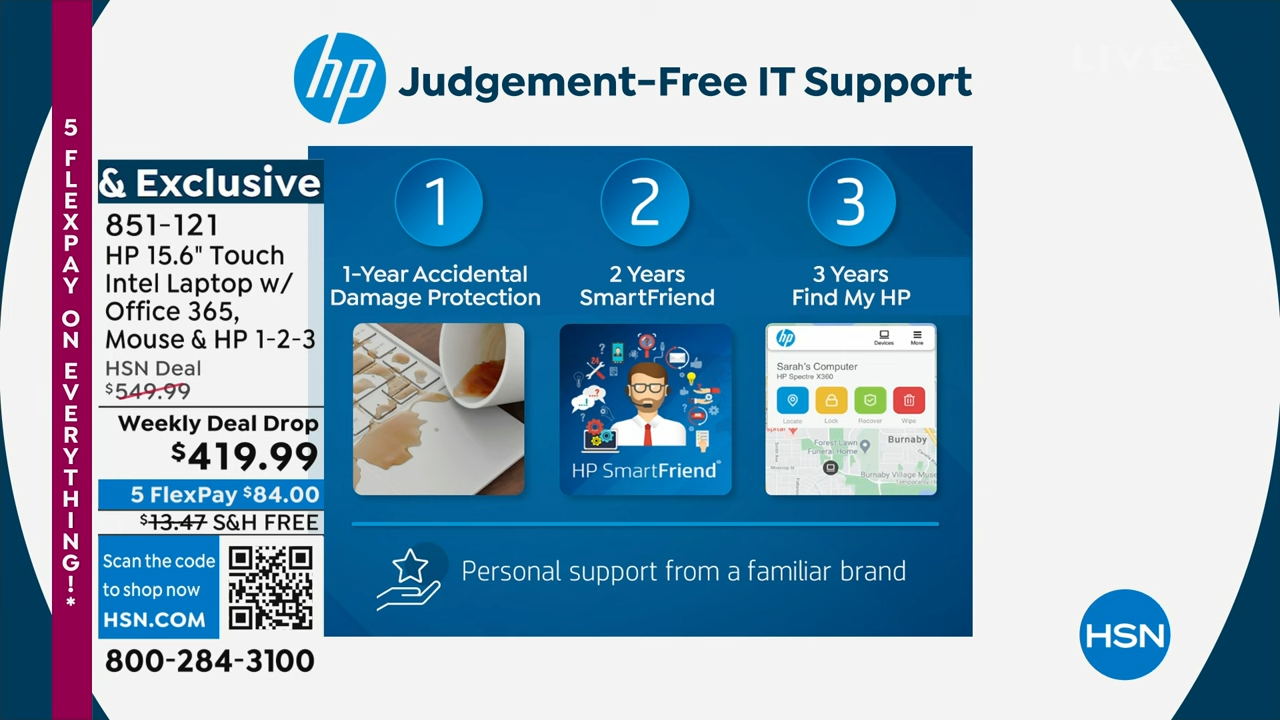 hp Judgement-Free IT Support
LIVE
5 FLEXPAY ON EVERYTHING!*
& Exclusive
851-121
HP 15.6" Touch
Intel Laptop w/
Office 365,
Mouse & HP 1-2-3
HSN Deal
$549.99
Weekly Deal Drop
$419.99
5 FlexPay $84.00
$13.47 S&H FREE
Scan the code
to shop now
HSN.COM
800-284-3100
1
1-Year Accidental
Damage Protection
2
2 Years
SmartFriend
HP SmartFriend
3
3 Years
Find My HP
hp
Devices
More
Sarah's Computer
HP Spectre X360
Locate
Lock
Recover
Wipe
Forest Lawn
Funeral Home
Burnaby
Burnaby Village Muse
Personal support from a familiar brand
HSN